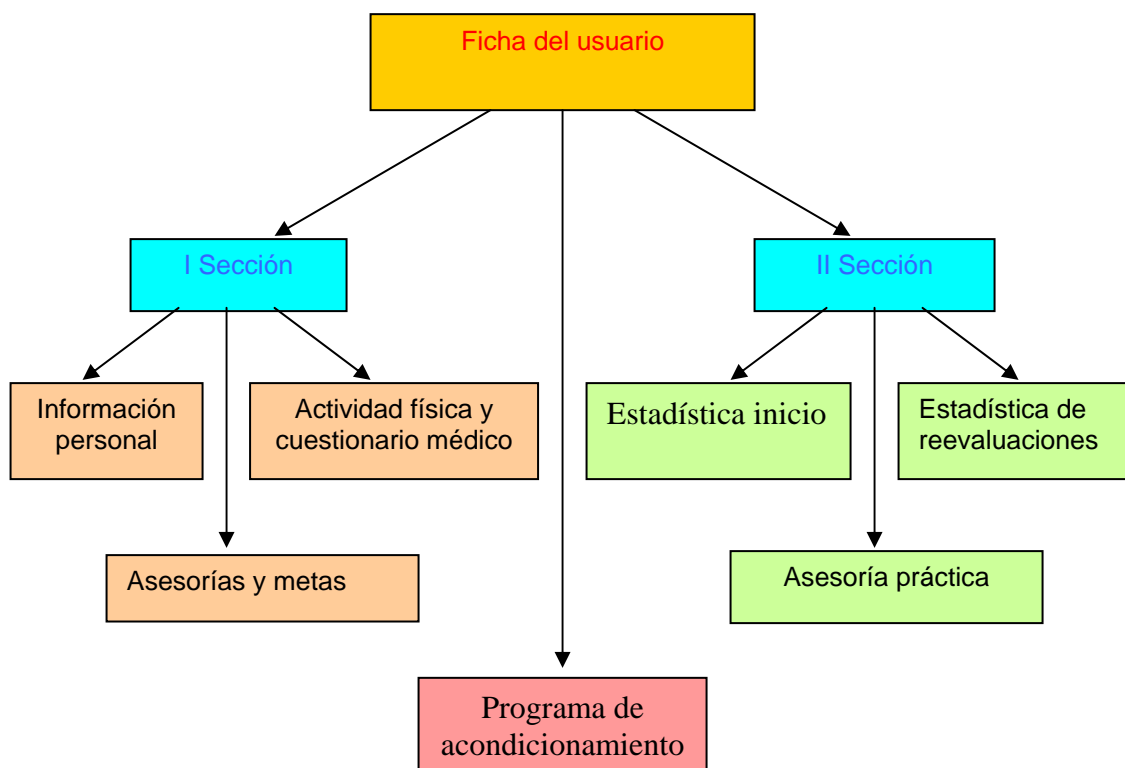 Ficha del usuario
I Sección
II Sección
Información
personal
Actividad física y
cuestionario médico
Estadística inicio
Estadística de
reevaluaciones
Asesorías y metas
Asesoría práctica
Programa de
acondicionamiento